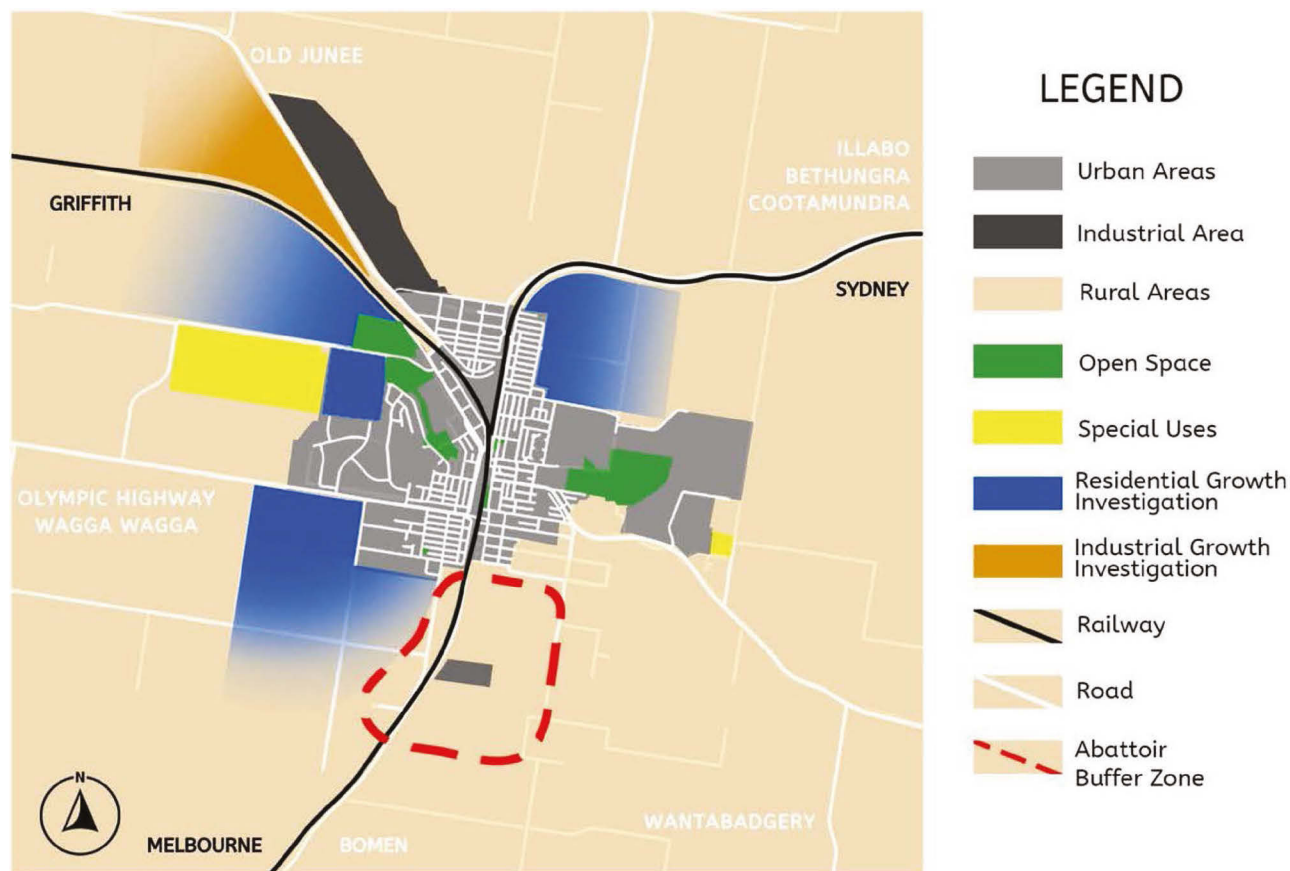 OLD JUNEE
ILLABO
BETHUNGRA
COOTAMUNDRA
GRIFFITH
SYDNEY
OLYMPIC HIGHWAY
WAGGA WAGGA
WANTABADGERY
N
MELBOURNE
BOMEN
LEGEND
Urban Areas
Industrial Area
Rural Areas
Open Space
Special Uses
Residential Growth
Investigation
Industrial Growth
Investigation
Railway
Road
Abattoir
Buffer Zone